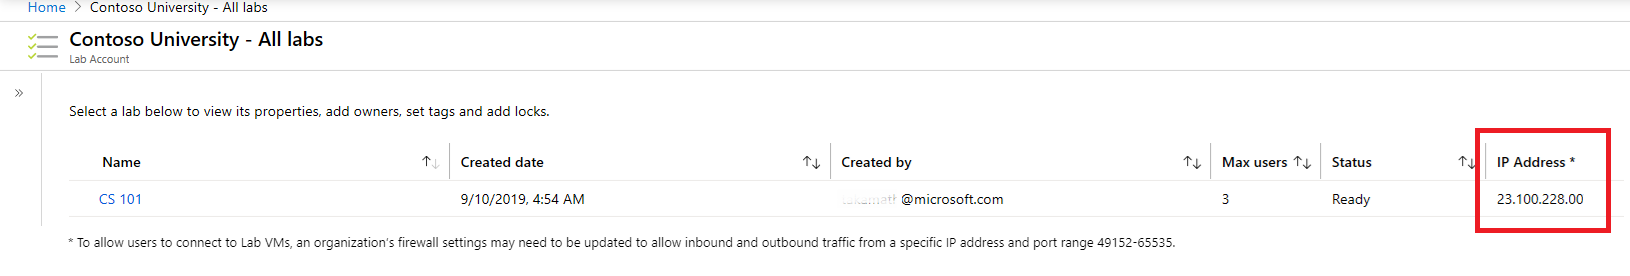 Home > Contoso University - All labs
Contoso University - All labs
Lab Account
»
Select a lab below to view its properties, add owners, set tags and add locks.
Name ↑↓ Created date ↑↓ Created by ↑↓ Max users ↑↓ Status ↑↓ IP Address *
CS 101 9/10/2019, 4:54 AM @microsoft.com 3 Ready 23.100.228.00
* To allow users to connect to Lab VMs, an organization's firewall settings may need to be updated to allow inbound and outbound traffic from a specific IP address and port range 49152-65535.